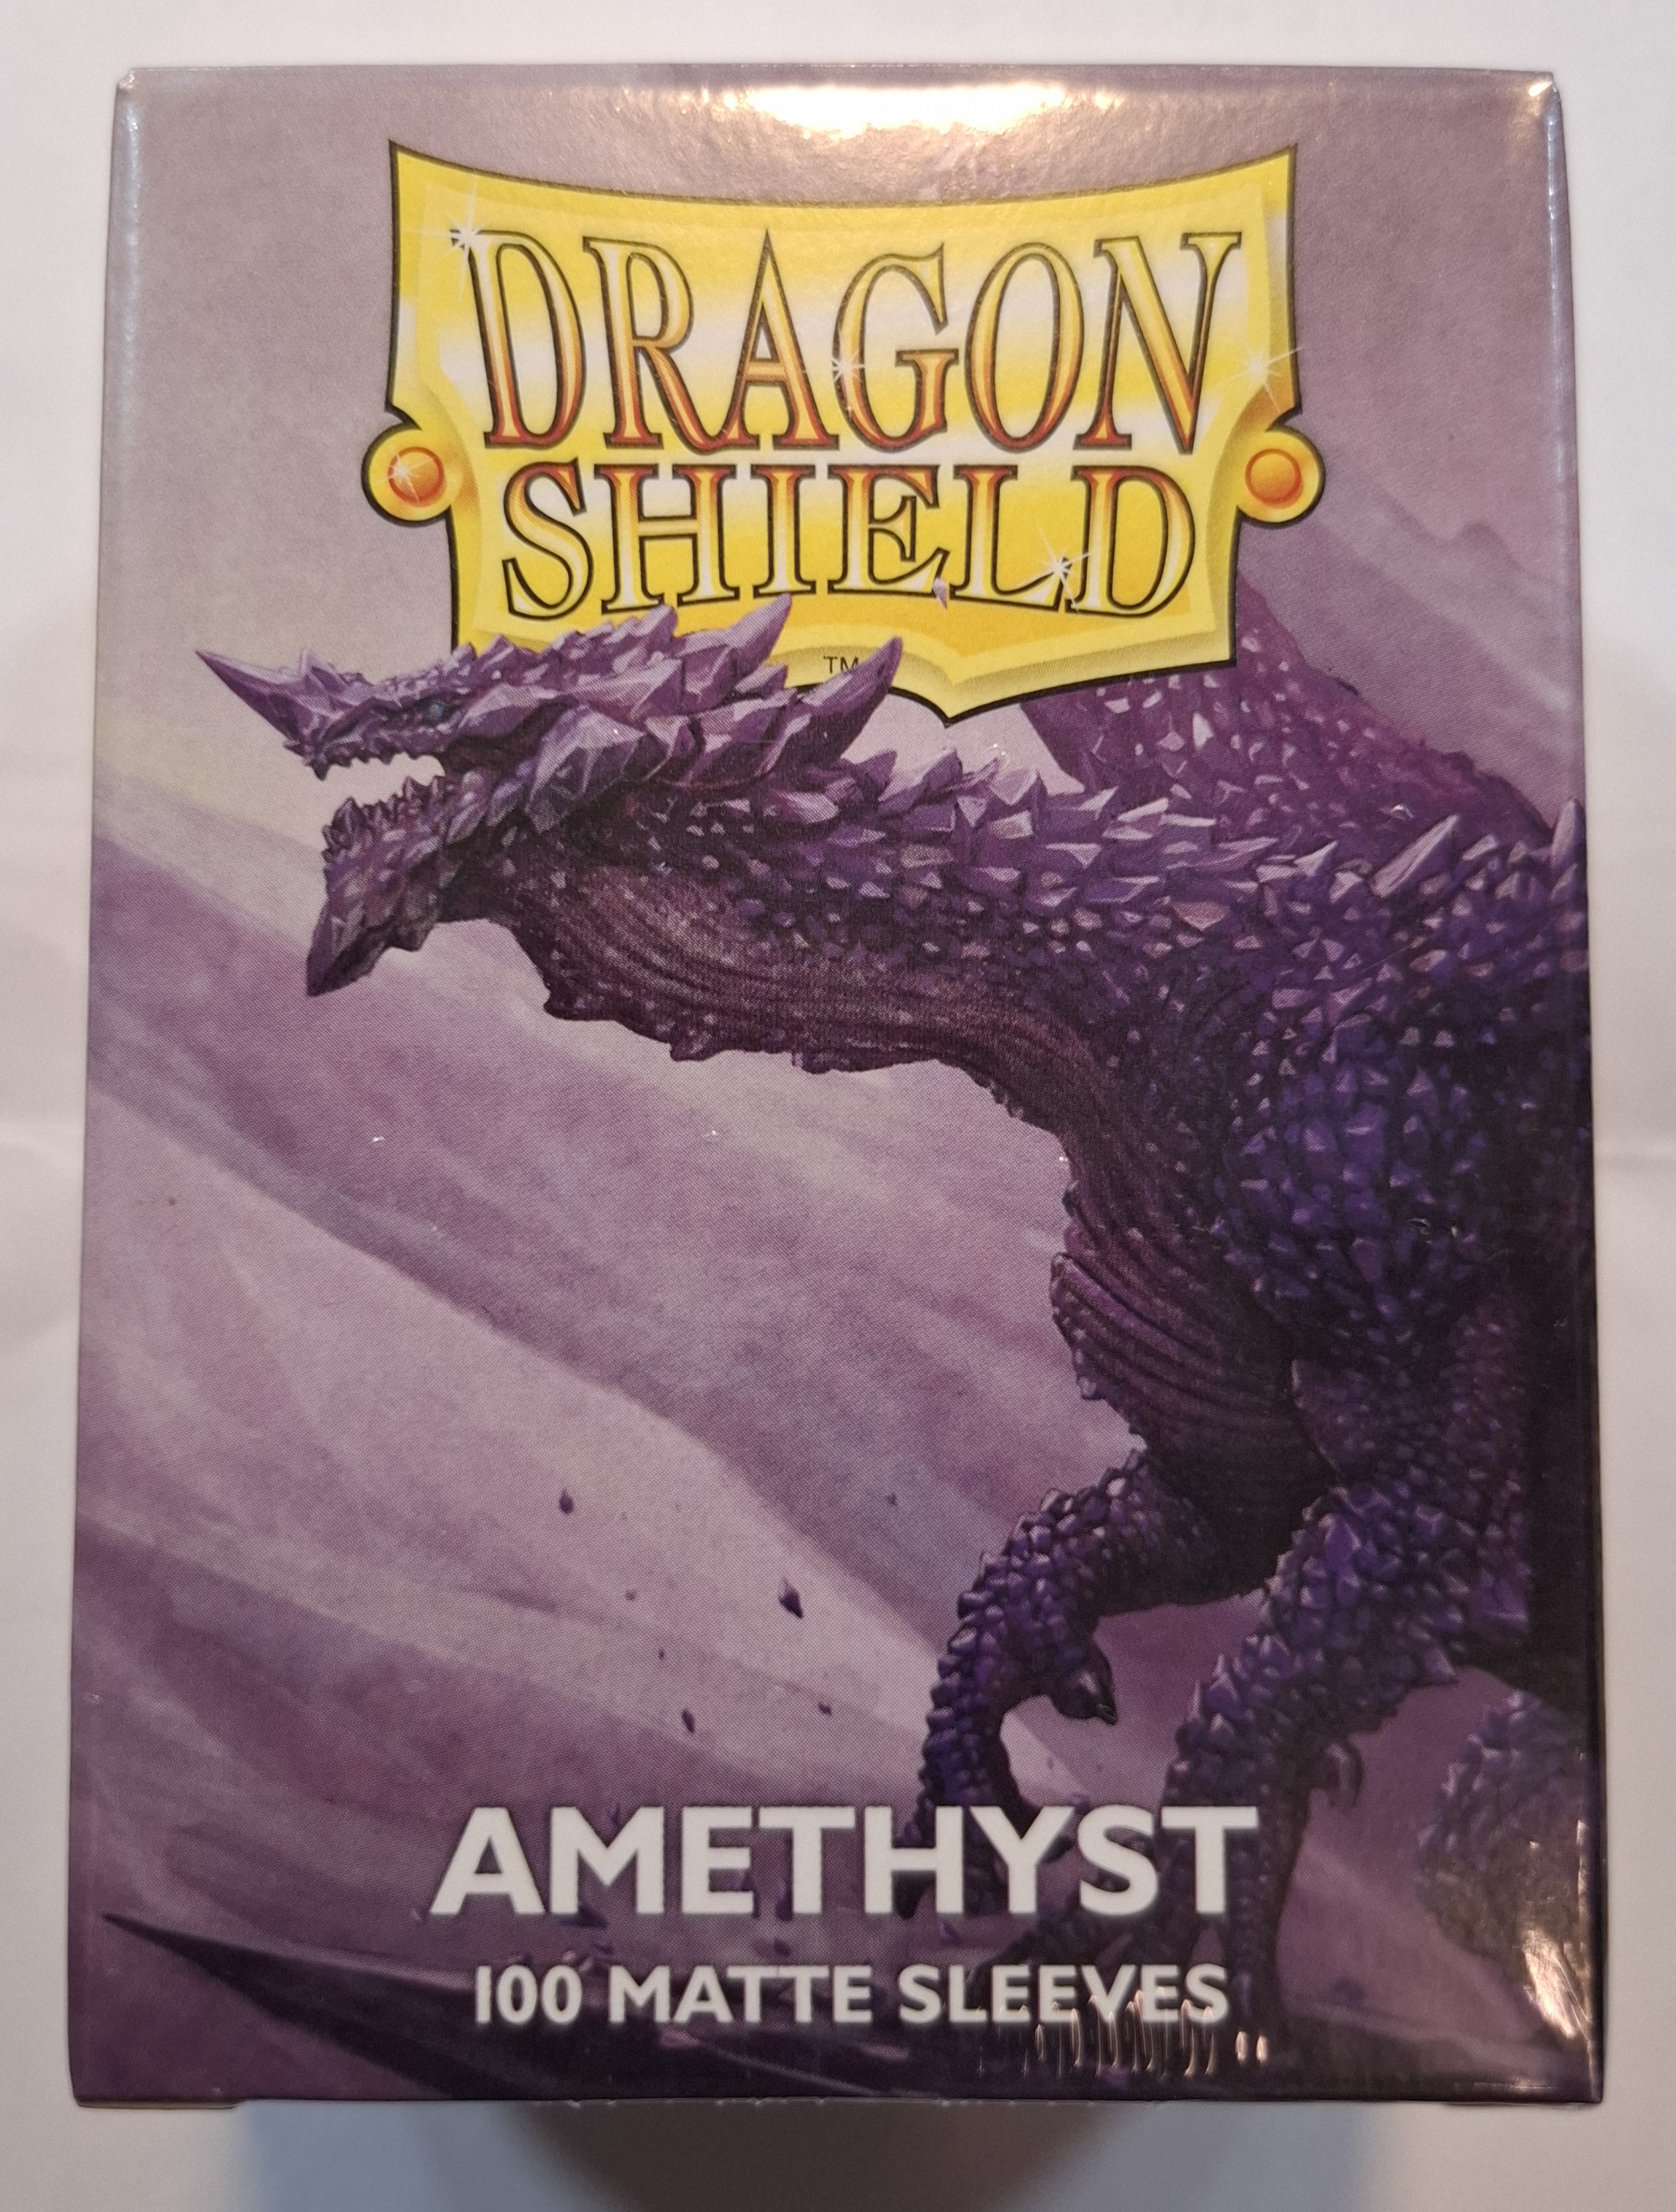 DRAGON
SHIELD
TM
AMETHYST
100 MATTE SLEEVES